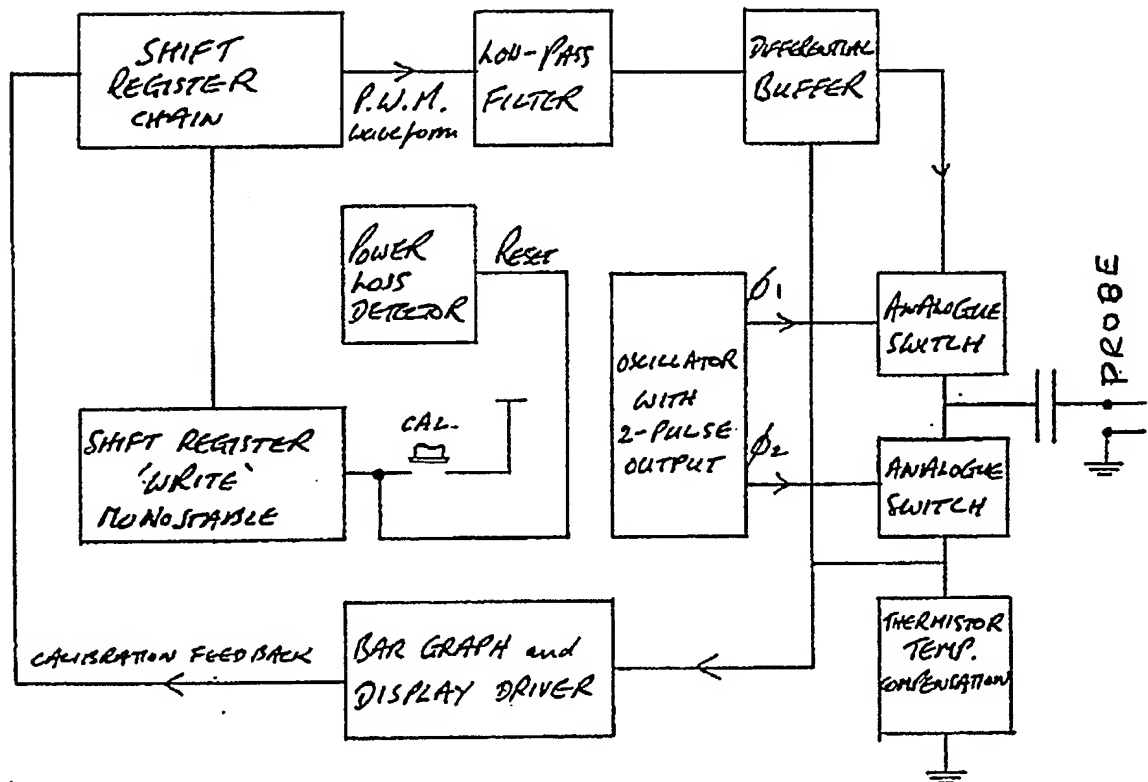 SHIFT
REGISTER
CHAIN
P.W.M.
waveform
LOW-PASS
FILTER
DIFFERENTIAL
BUFFER
POWER
LOSS
DETECTOR
RESET
OSCILLATOR
WITH
2-PULSE
OUTPUT
ø1
ø2
ANALOGUE
SWITCH
PROBE
ANALOGUE
SWITCH
SHIFT REGISTER
'WRITE'
MONOSTABLE
CAL.
THERMISTOR
TEMP.
COMPENSATION
CALIBRATION FEEDBACK
BAR GRAPH and
DISPLAY DRIVER